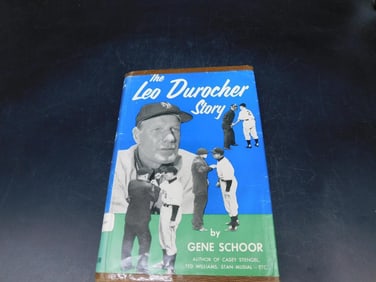 The
Leo Durocher
Story
by
GENE SCHOOR
AUTHOR OF CASEY STENGEL,
TED WILLIAMS, STAN MUSIAL - ETC.